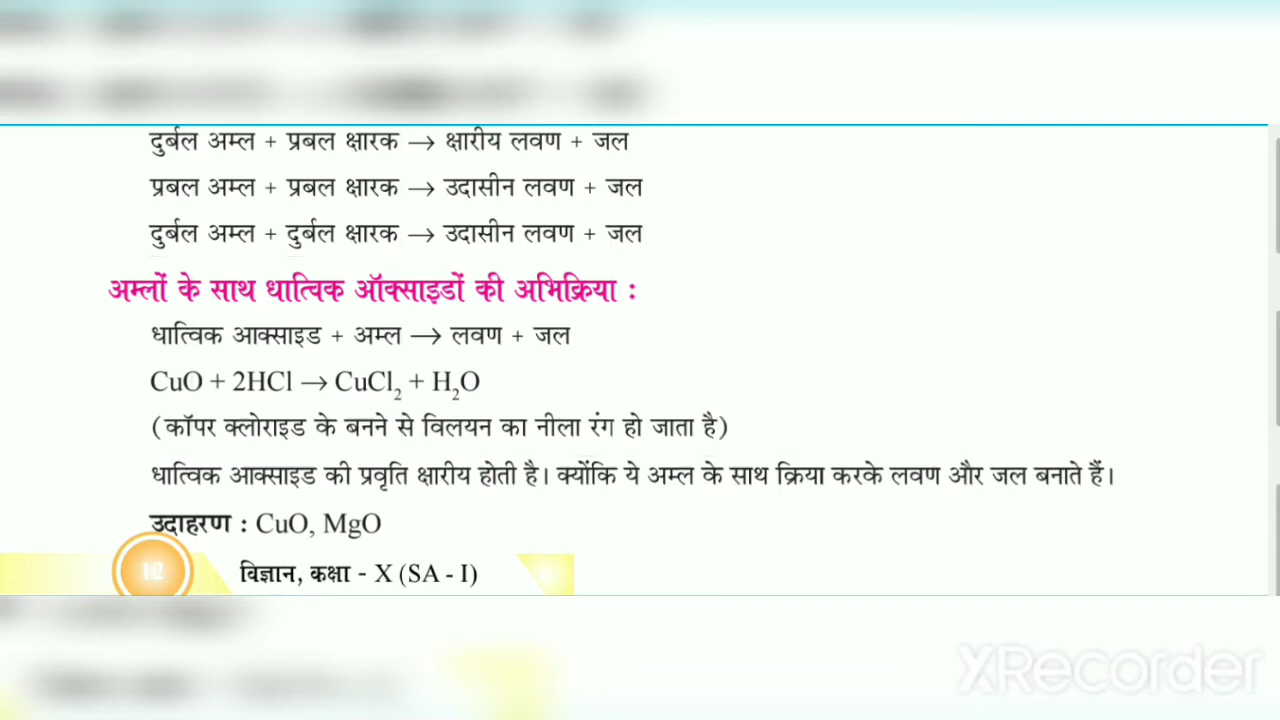 दुर्बल अम्ल + प्रबल क्षारक → क्षारीय लवण + जल
प्रबल अम्ल + प्रबल क्षारक → उदासीन लवण + जल
दुर्बल अम्ल + दुर्बल क्षारक → उदासीन लवण + जल
अम्लों के साथ धात्विक ऑक्साइडों की अभिक्रिया :
धात्विक आक्साइड + अम्ल → लवण + जल
CuO + 2HCl → CuCl₂ + H₂O
(कॉपर क्लोराइड के बनने से विलयन का नीला रंग हो जाता है)
धात्विक आक्साइड की प्रवृति क्षारीय होती है। क्योंकि ये अम्ल के साथ क्रिया करके लवण और जल बनाते हैं।
उदाहरण : CuO, MgO
12 विज्ञान, कक्षा - X (SA - I)
XRecorder